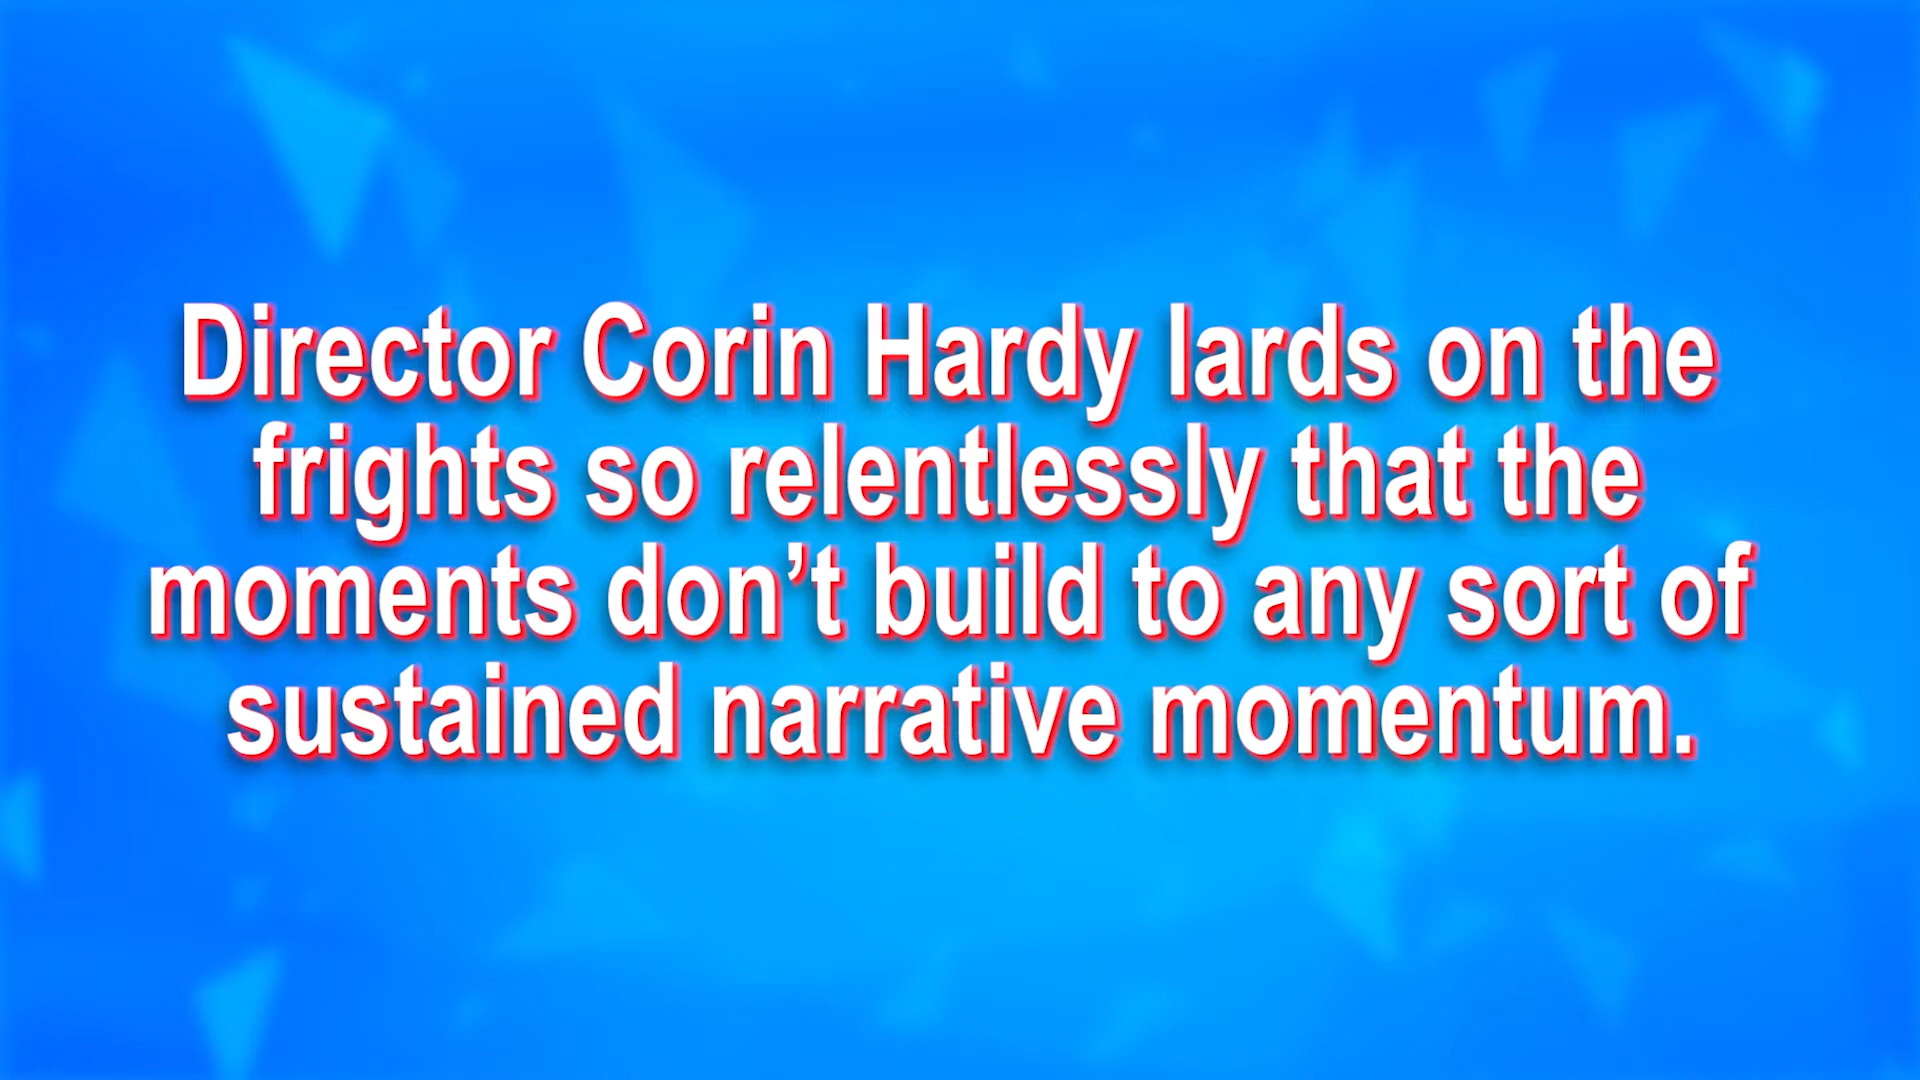 Director Corin Hardy lards on the
frights so relentlessly that the
moments don’t build to any sort of
sustained narrative momentum.